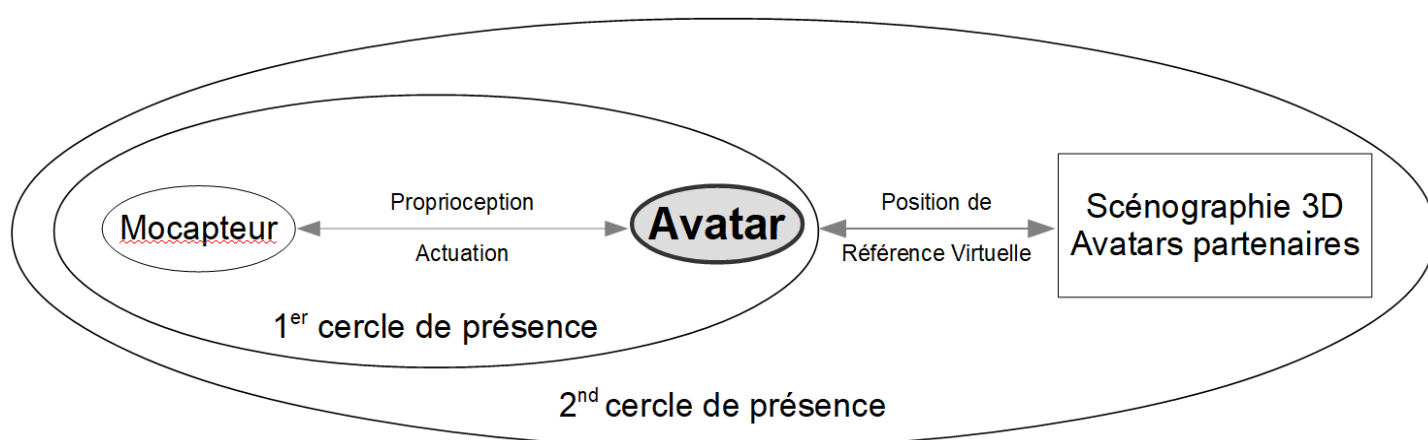 Mocapteur
Proprioception
Actuation
Avatar
Position de
Référence Virtuelle
Scénographie 3D
Avatars partenaires
1er cercle de présence
2nd cercle de présence